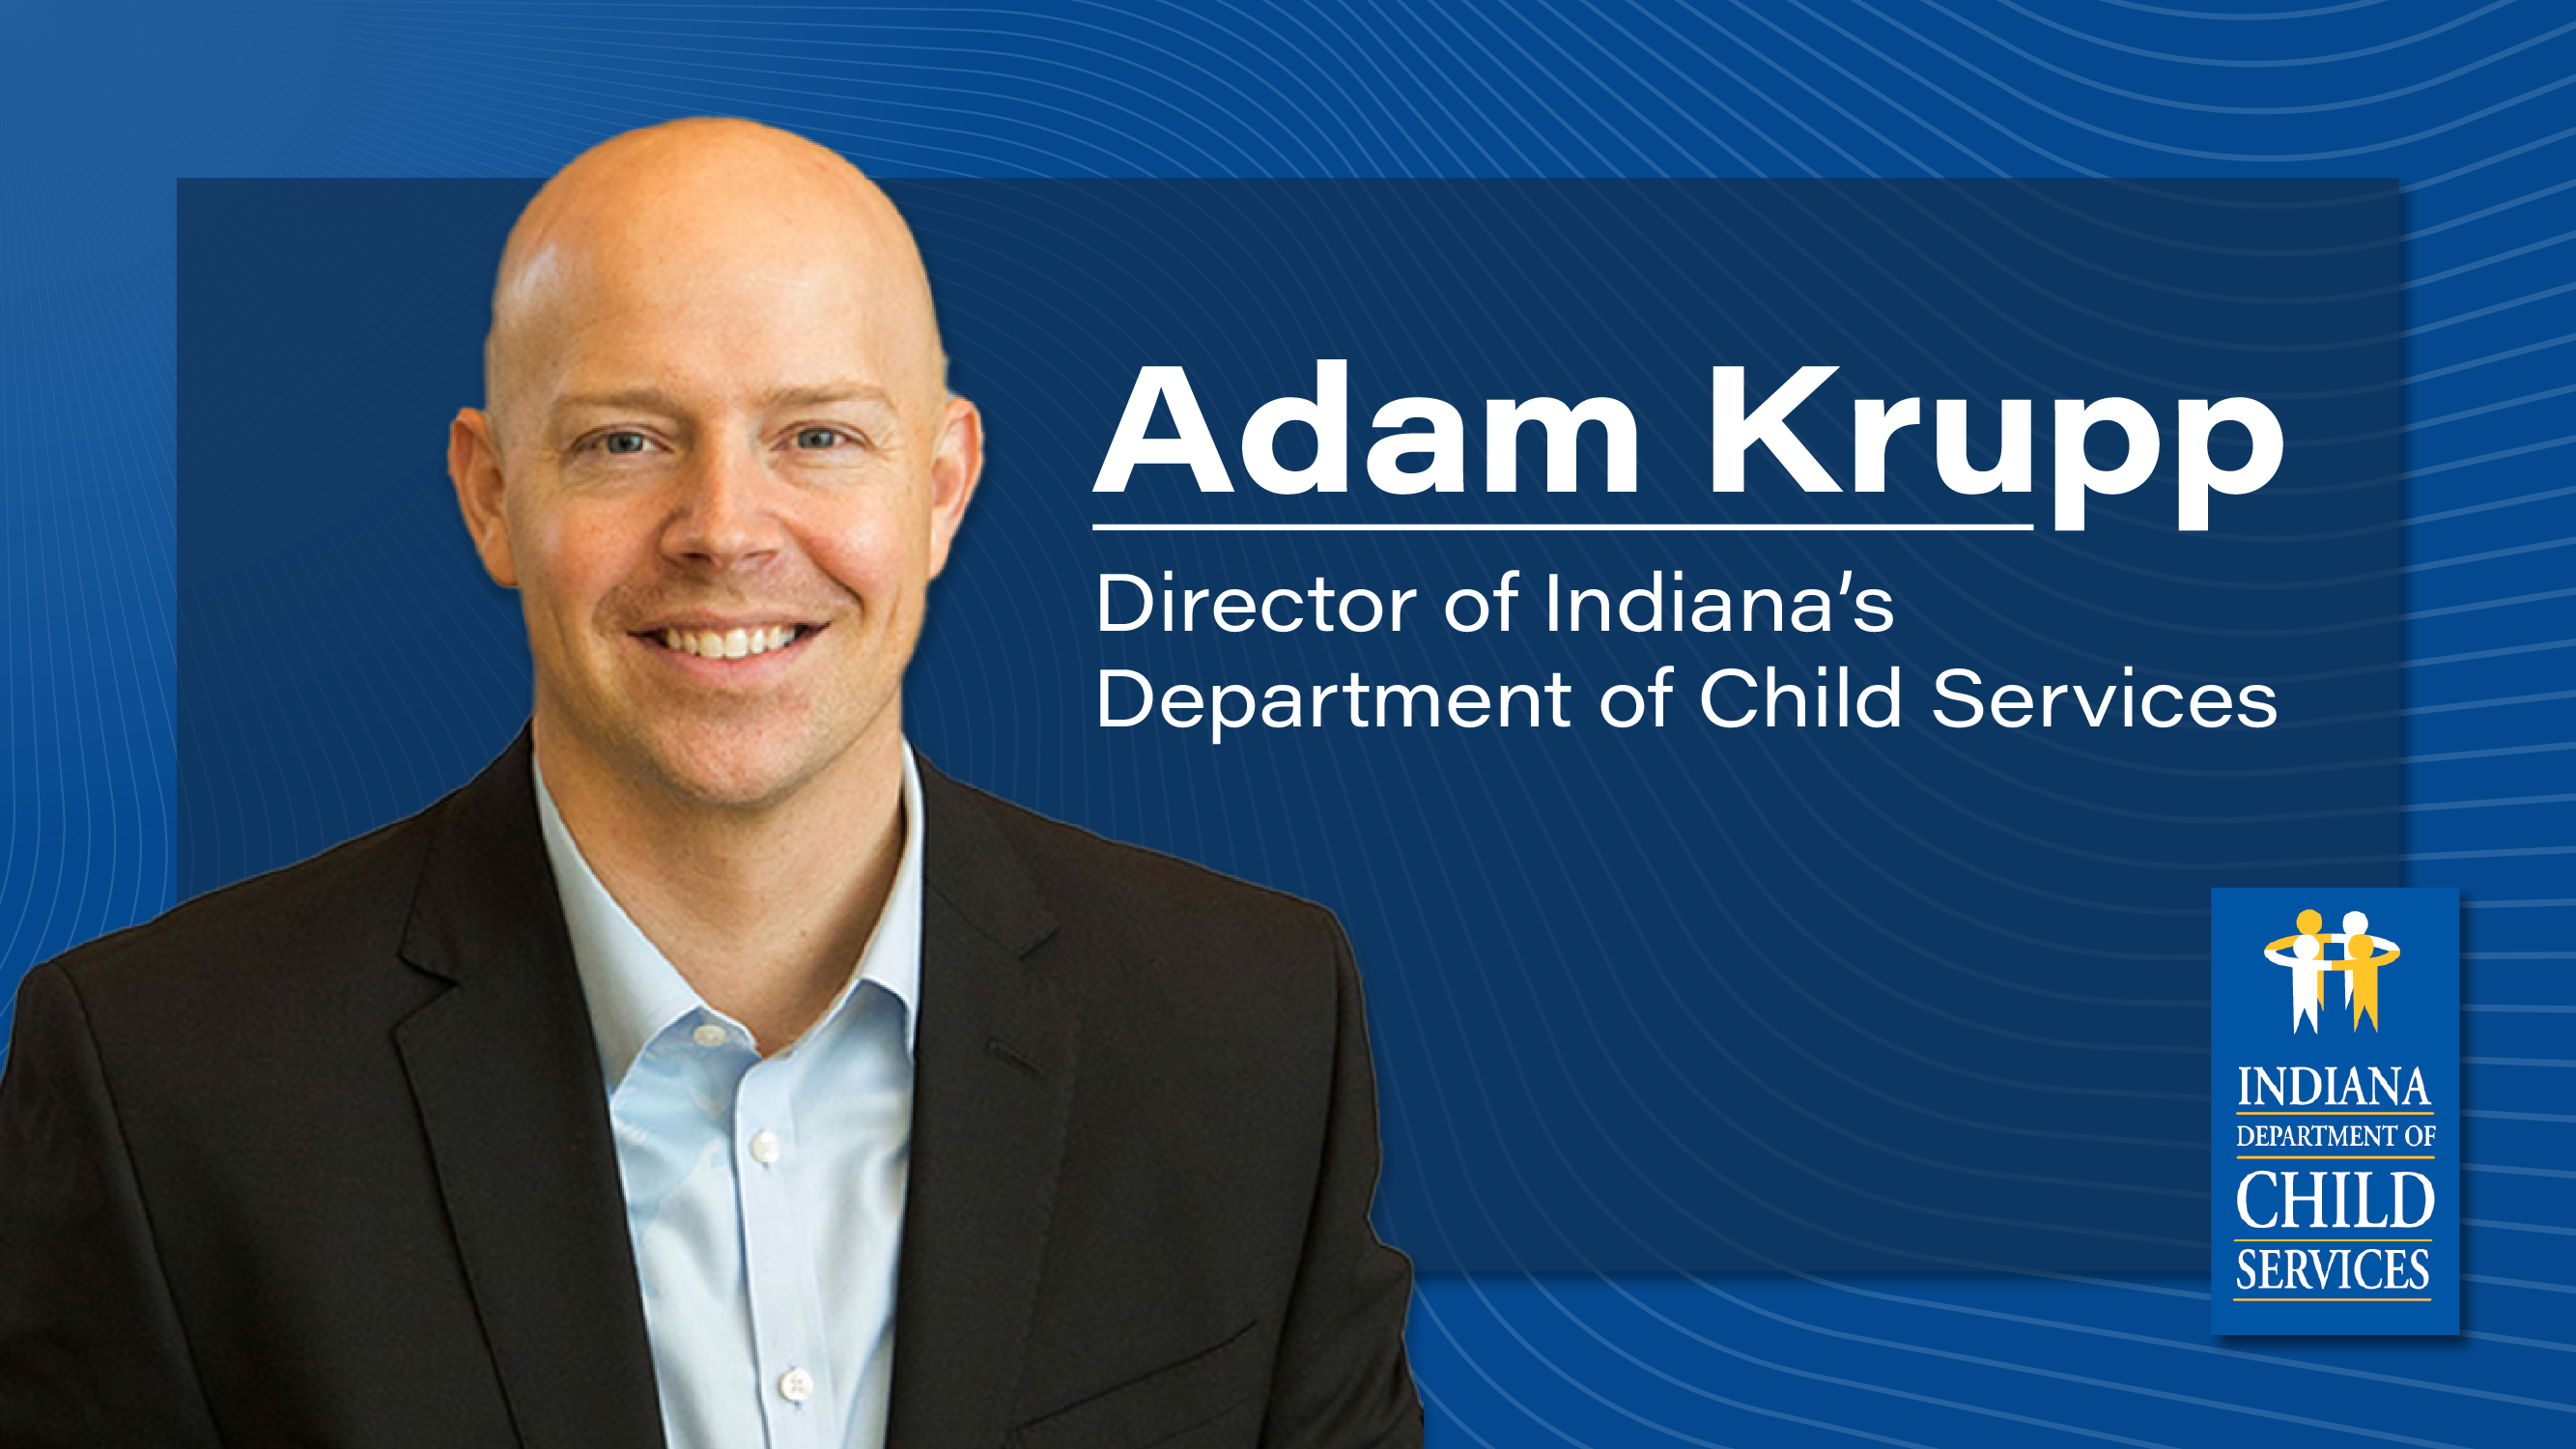 Adam Krupp
Director of Indiana’s
Department of Child Services
INDIANA
DEPARTMENT OF
CHILD
SERVICES